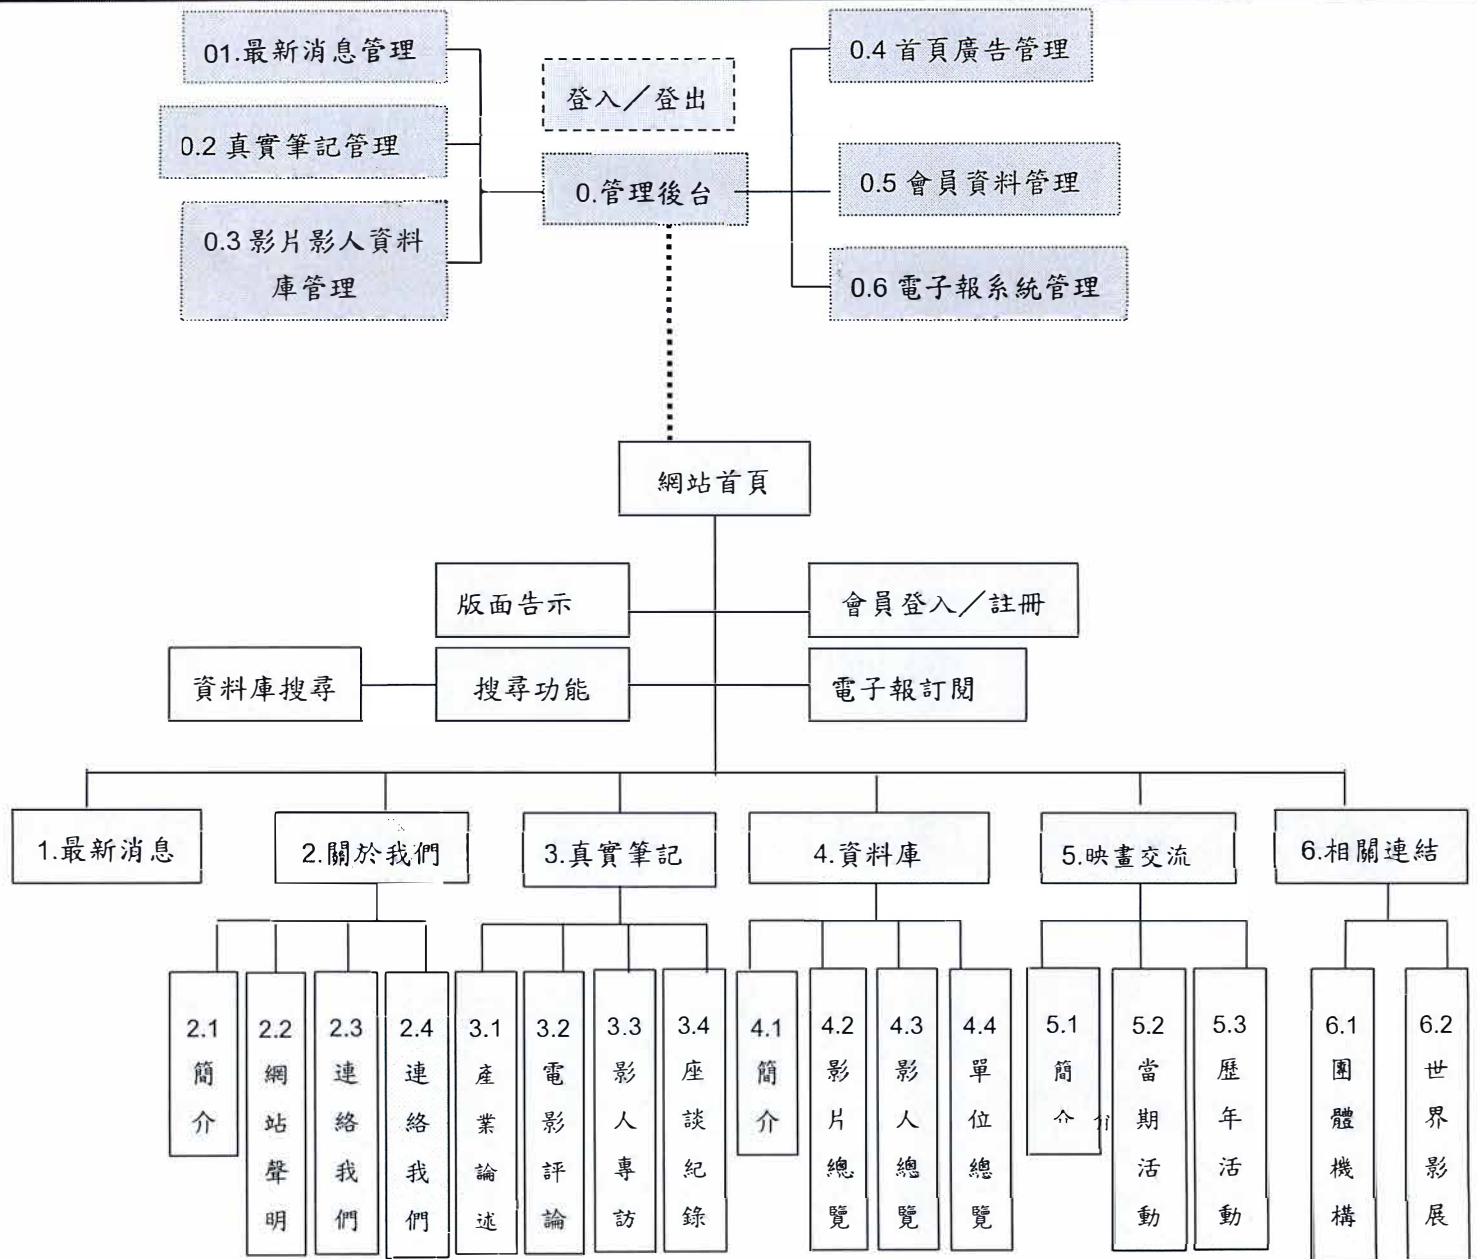 01.最新消息管理
0.4 首頁廣告管理
登入／登出
0.2 真實筆記管理
0.管理後台
0.5 會員資料管理
0.3 影片影人資料
庫管理
0.6 電子報系統管理
網站首頁
版面告示
會員登入／註冊
資料庫搜尋
搜尋功能
電子報訂閱
1.最新消息
2.關於我們
3.真實筆記
4.資料庫
5.映畫交流
6.相關連結
2.1 簡介
2.2 網站聲明
2.3 連絡我們
2.4 連絡我們
3.1 產業論述
3.2 電影評論
3.3 影人專訪
3.4 座談紀錄
4.1 簡介
4.2 影片總覽
4.3 影人總覽
4.4 單位總覽
5.1 簡介
5.2 當期活動
5.3 歷年活動
6.1 團體機構
6.2 世界影展